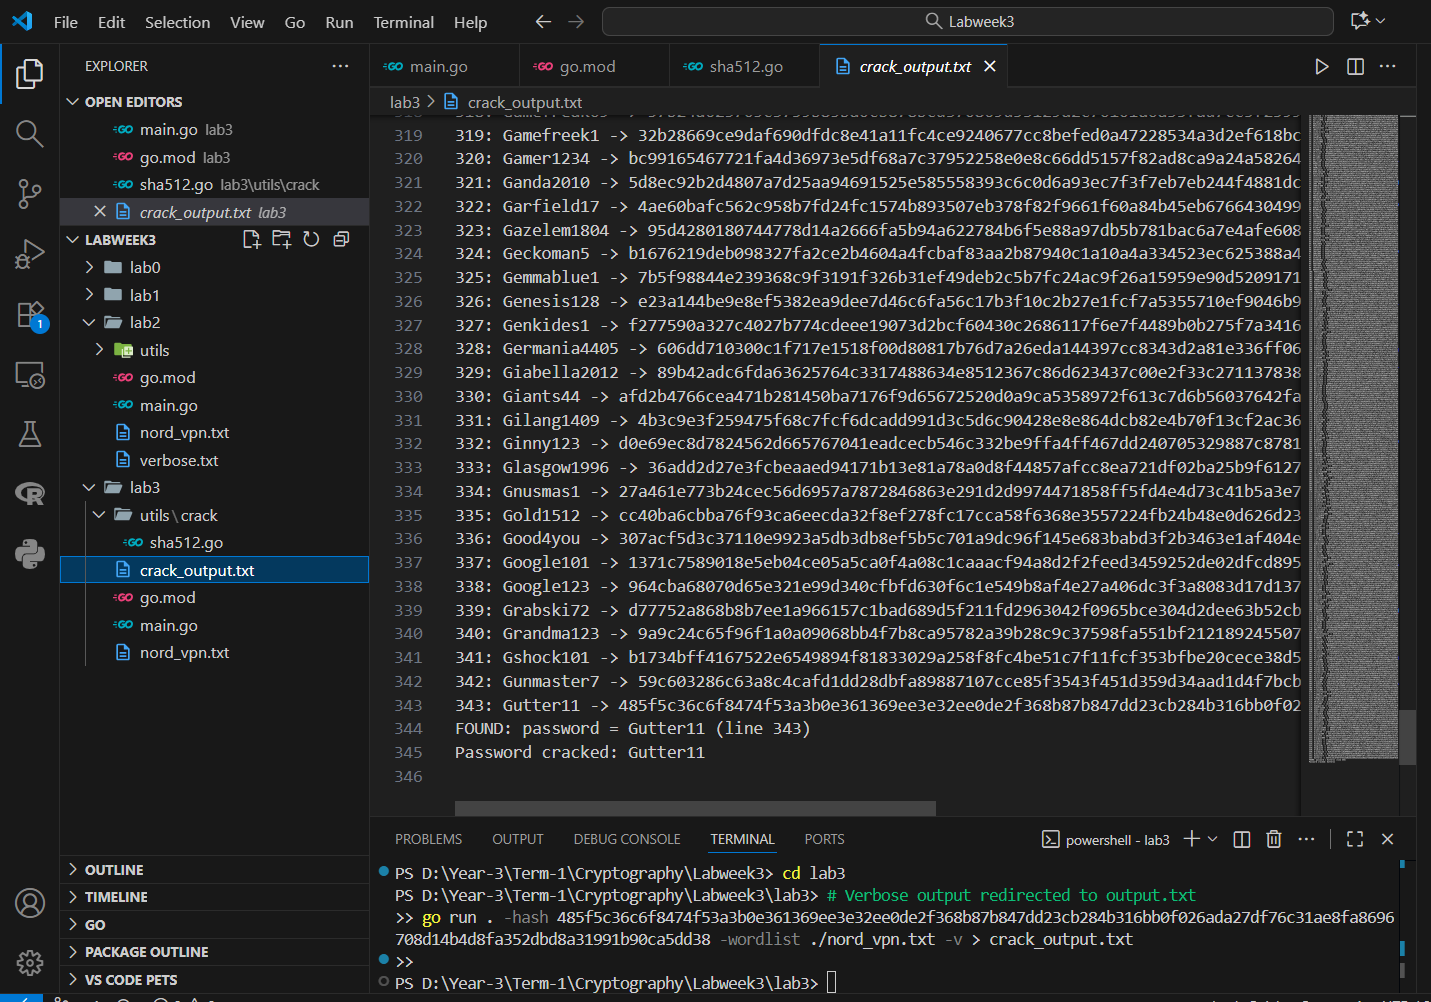 File Edit Selection View Go Run Terminal Help
Labweek3
EXPLORER
OPEN EDITORS
main.go lab3
go.mod lab3
sha512.go lab3\utils\crack
crack_output.txt lab3
LABWEEK3
lab0
lab1
lab2
utils
go.mod
main.go
nord_vpn.txt
verbose.txt
lab3
utils\crack
sha512.go
crack_output.txt
go.mod
main.go
nord_vpn.txt
OUTLINE
TIMELINE
GO
PACKAGE OUTLINE
VS CODE PETS
1
main.go go.mod sha512.go crack_output.txt
lab3 > crack_output.txt
319 319: Gamefreek1 -> 32b28669ce9daf690dfdc8e41a11fc4ce9240677cc8befed0a47228534a3d2ef618bc
320 320: Gamer1234 -> bc99165467721fa4d36973e5df68a7c37952258e0e8c66dd5157f82ad8ca9a24a58264
321 321: Ganda2010 -> 5d8ec92b2d4807a7d25aa94691525e585558393c6c0d6a93ec7f3f7eb7eb244f4881dc
322 322: Garfield17 -> 4ae60bafc562c958b7fd24fc1574b893507eb378f82f9661f60a84b45eb6766430499
323 323: Gazelem1804 -> 95d4280180744778d14a2666fa5b94a622784b6f5e88a97db5b781bac6a7e4afe608
324 324: Geckoman5 -> b1676219deb098327fa2ce2b4604a4fcbaf83aa2b87940c1a10a4a334523ec625388a4
325 325: Gemmablue1 -> 7b5f98844e239368c9f3191f326b31ef49deb2c5b7fc24ac9f26a15959e90d5209171
326 326: Genesis128 -> e23a144be9e8ef5382ea9dee7d46c6fa56c17b3f10c2b27e1fcf7a5355710ef9046b9
327 327: Genkides1 -> f277590a327c4027b774cdeee19073d2bcf60430c2686117f6e7f4489b0b275f7a3416
328 328: Germania4405 -> 606dd710300c1f717e1518f00d80817b76d7a26eda144397cc8343d2a81e336ff06
329 329: Giabella2012 -> 89b42adc6fda63625764c3317488634e8512367c86d623437c00e2f33c271137838
330 330: Giants44 -> afd2b4766cea471b281450ba7176f9d65672520d0a9ca5358972f613c7d6b56037642fa
331 331: Gilang1409 -> 4b3c9e3f259475f68c7fcf6dcadd991d3c5d6c90428e8e864dcb82e4b70f13cf2ac36
332 332: Ginny123 -> d0e69ec8d7824562d665767041eadcecb546c332be9ffa4ff467dd240705329887c8781
333 333: Glasgow1996 -> 36add2d27e3fcbeaaed94171b13e81a78a0d8f44857afcc8ea721df02ba25b9f6127
334 334: Gnusmas1 -> 27a461e773b24cec56d6957a7872846863e291d2d9974471858ff5fd4e4d73c41b5a3e7
335 335: Gold1512 -> cc40ba6cbba76f93ca6eecda32f8ef278fc17cca58f6368e3557224fb24b48e0d626d23
336 336: Good4you -> 307acf5d3c37110e9923a5db3db8ef5b5c701a9dc96f145e683babd3f2b3463e1af404e
337 337: Google101 -> 1371c7589018e5eb04ce05a5ca0f4a08c1caaacf94a8d2f2feed3459252de02dfcd895
338 338: Google123 -> 964cba68070d65e321e99d340cfbfd630f6c1e549b8af4e27a406dc3f3a8083d17d137
339 339: Grabski72 -> d77752a868b8b7ee1a966157c1bad689d5f211fd2963042f0965bce304d2dee63b52cb
340 340: Grandma123 -> 9a9c24c65f96f1a0a09068bb4f7b8ca95782a39b28c9c37598fa551bf212189245507
341 341: Gshock101 -> b1734bff4167522e6549894f81833029a258f8fc4be51c7f11fcf353bfbe20cece38d5
342 342: Gunmaster7 -> 59c603286c63a8c4cafd1dd28dbfa89887107cce85f3543f451d359d34aad1d4f7bcb
343 343: Gutter11 -> 485f5c36c6f8474f53a3b0e361369ee3e32ee0de2f368b87b847dd23cb284b316bb0f02
344 FOUND: password = Gutter11 (line 343)
345 Password cracked: Gutter11
346
PROBLEMS OUTPUT DEBUG CONSOLE TERMINAL PORTS
powershell - lab3
PS D:\Year-3\Term-1\Cryptography\Labweek3> cd lab3
PS D:\Year-3\Term-1\Cryptography\Labweek3\lab3> # Verbose output redirected to output.txt
>> go run . -hash 485f5c36c6f8474f53a3b0e361369ee3e32ee0de2f368b87b847dd23cb284b316bb0f026ada27df76c31ae8fa8696
708d14b4d8fa352dbd8a31991b90ca5dd38 -wordlist ./nord_vpn.txt -v > crack_output.txt
>>
PS D:\Year-3\Term-1\Cryptography\Labweek3\lab3>